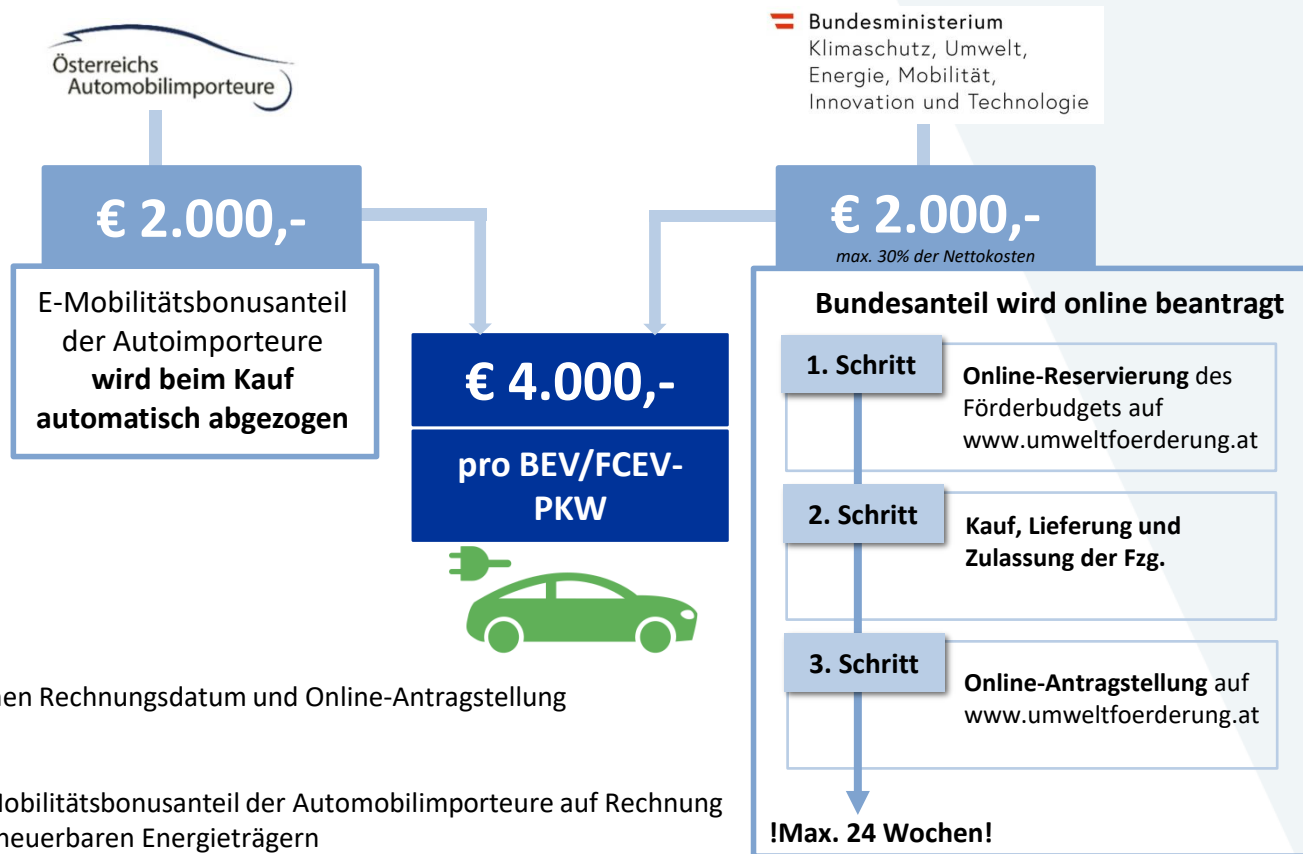 Österreichs
Automobilimporteure
Bundesministerium
Klimaschutz, Umwelt,
Energie, Mobilität,
Innovation und Technologie
€ 2.000,-
E-Mobilitätsbonusanteil
der Autoimporteure
wird beim Kauf
automatisch abgezogen
€ 4.000,-
pro BEV/FCEV-
PKW
€ 2.000,-
max. 30% der Nettokosten
Bundesanteil wird online beantragt
1. Schritt
Online-Reservierung des
Förderbudgets auf
www.umweltfoerderung.at
2. Schritt
Kauf, Lieferung und
Zulassung der Fzg.
3. Schritt
Online-Antragstellung auf
www.umweltfoerderung.at
!Max. 24 Wochen!
Rechnungsdatum und Online-Antragstellung
der Automobilimporteure auf Rechnung
Energieträgern